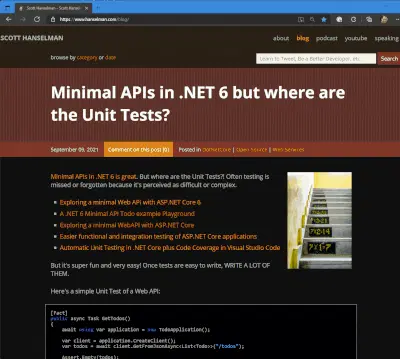 Scott Hanselman - Scott Hansel
https://www.hanselman.com/blog/
SCOTT HANSELMAN
about blog podcast youtube speaking
browse by category or date
Search
Minimal APIs in .NET 6 but where are
the Unit Tests?
September 09, 2021 Comment on this post [6] Posted in DotNetCore | Open Source | Web Services
Minimal APIs in .NET 6 is great. But where are the Unit Tests?! Often testing is
missed or forgotten because it's perceived as difficult or complex.
Exploring a minimal Web API with ASP.NET Core 6
A .NET 6 Minimal API Todo example Playground
Exploring a minimal WebAPI with ASP.NET Core
Easier functional and integration testing of ASP.NET Core applications
Automatic Unit Testing in .NET Core plus Code Coverage in Visual Studio Code
But it's super fun and very easy! Once tests are easy to write, WRITE A LOT OF
THEM.
Here's a simple Unit Test of a Web API:
[Fact]
public async Task GetTodos()
{
await using var application = new TodoApplication();
var client = application.CreateClient();
var todos = await client.GetFromJsonAsync<List<Todo>>("/todos");
Assert.Empty(todos);